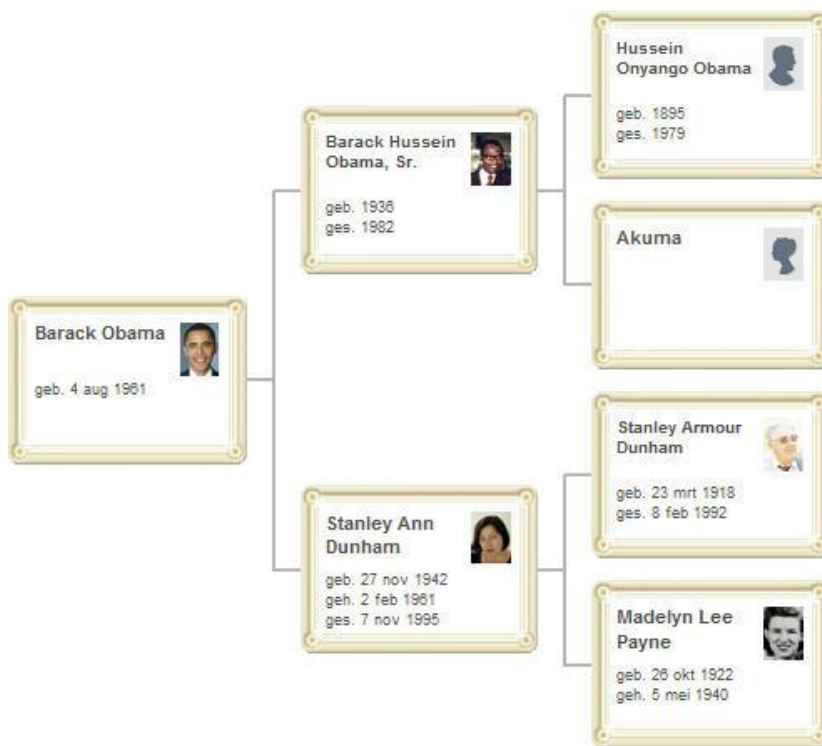 Barack Obama
geb. 4 aug 1961
Barack Hussein
Obama, Sr.
geb. 1936
ges. 1982
Stanley Ann
Dunham
geb. 27 nov 1942
geh. 2 feb 1961
ges. 7 nov 1995
Hussein
Onyango Obama
geb. 1895
ges. 1979
Akuma
Stanley Armour
Dunham
geb. 23 mrt 1918
ges. 8 feb 1992
Madelyn Lee
Payne
geb. 26 okt 1922
geh. 5 mei 1940